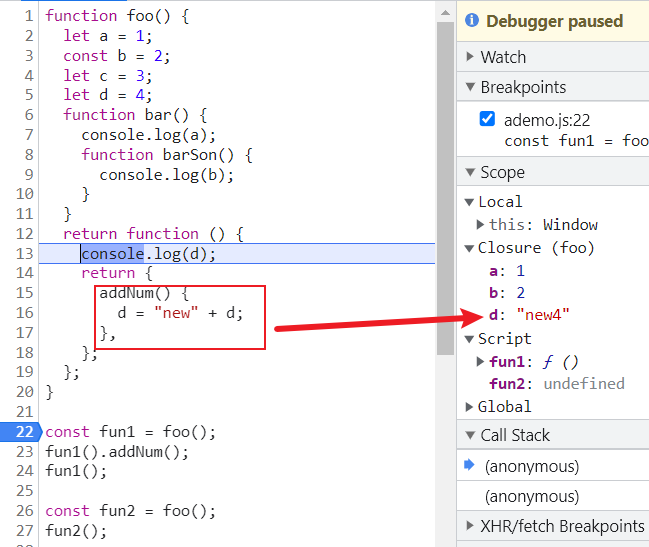 1 function foo() {
2 let a = 1;
3 const b = 2;
4 let c = 3;
5 let d = 4;
6 function bar() {
7 console.log(a);
8 function barSon() {
9 console.log(b);
10 }
11 }
12 return function () {
13 console.log(d);
14 return {
15 addNum() {
16 d = "new" + d;
17 },
18 };
19 };
20 }
21
22 const fun1 = foo();
23 fun1().addNum();
24 fun1();
25
26 const fun2 = foo();
27 fun2();
Debugger paused
Watch
Breakpoints
ademo.js:22
const fun1 = foo
Scope
Local
this: Window
Closure (foo)
a: 1
b: 2
d: "new4"
Script
fun1: ƒ ()
fun2: undefined
Global
Call Stack
(anonymous)
(anonymous)
XHR/fetch Breakpoints